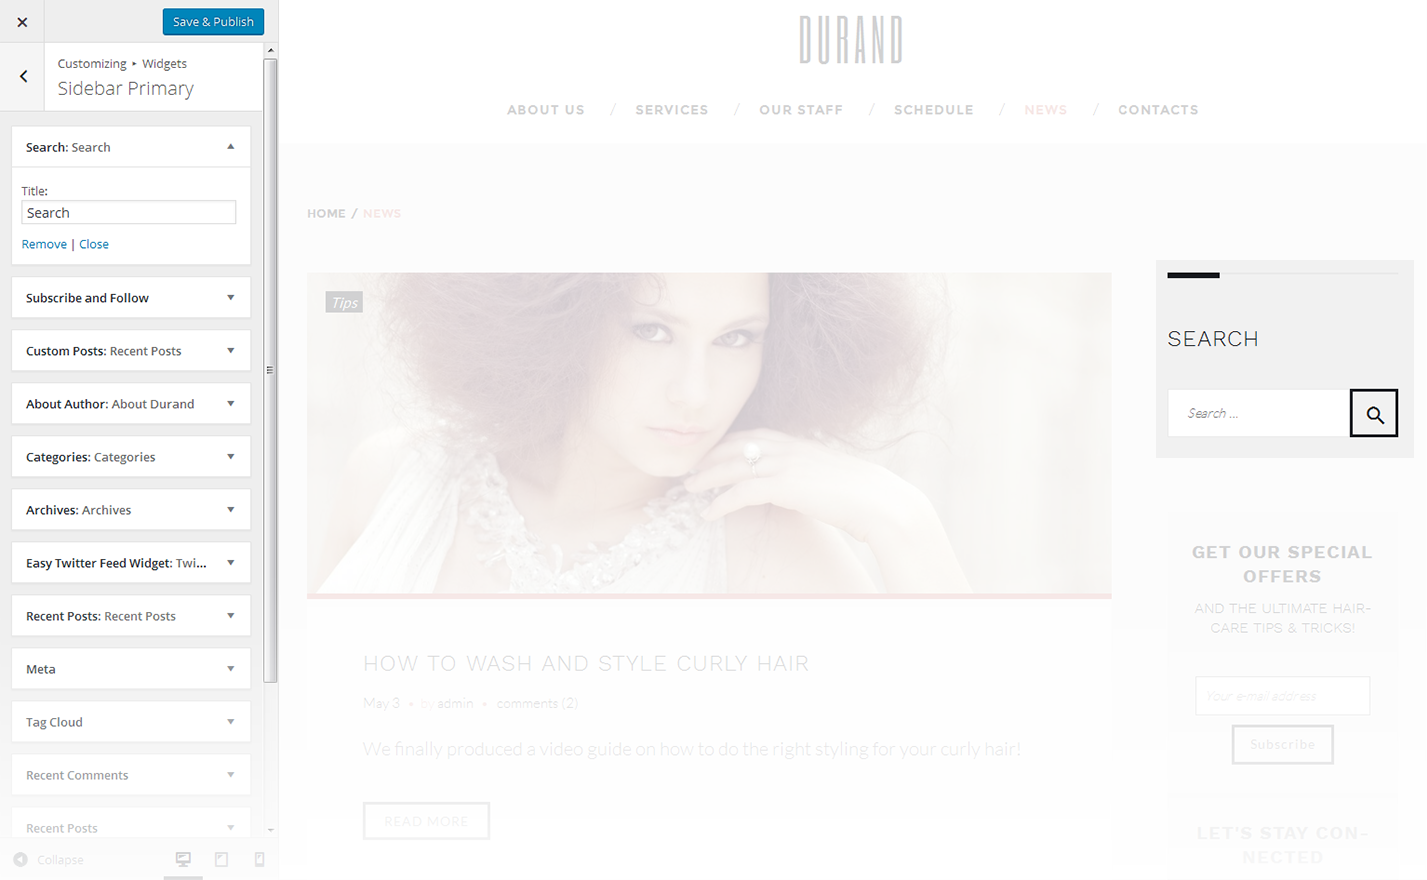 Save & Publish
Customizing ▸ Widgets
Sidebar Primary
Search: Search
Title:
Search
Remove | Close
Subscribe and Follow
Custom Posts: Recent Posts
About Author: About Durand
Categories: Categories
Archives: Archives
Easy Twitter Feed Widget: Twi...
Recent Posts: Recent Posts
Meta
Tag Cloud
Recent Comments
Recent Posts
Collapse
DURAND
ABOUT US / SERVICES / OUR STAFF / SCHEDULE / NEWS / CONTACTS
HOME / NEWS
Tips
HOW TO WASH AND STYLE CURLY HAIR
May 3 • by admin • comments (2)
We finally produced a video guide on how to do the right styling for your curly hair!
READ MORE
SEARCH
Search ...
GET OUR SPECIAL
OFFERS
AND THE ULTIMATE HAIR-
CARE TIPS & TRICKS!
Your e-mail address
Subscribe
LET'S STAY CON-
NECTED